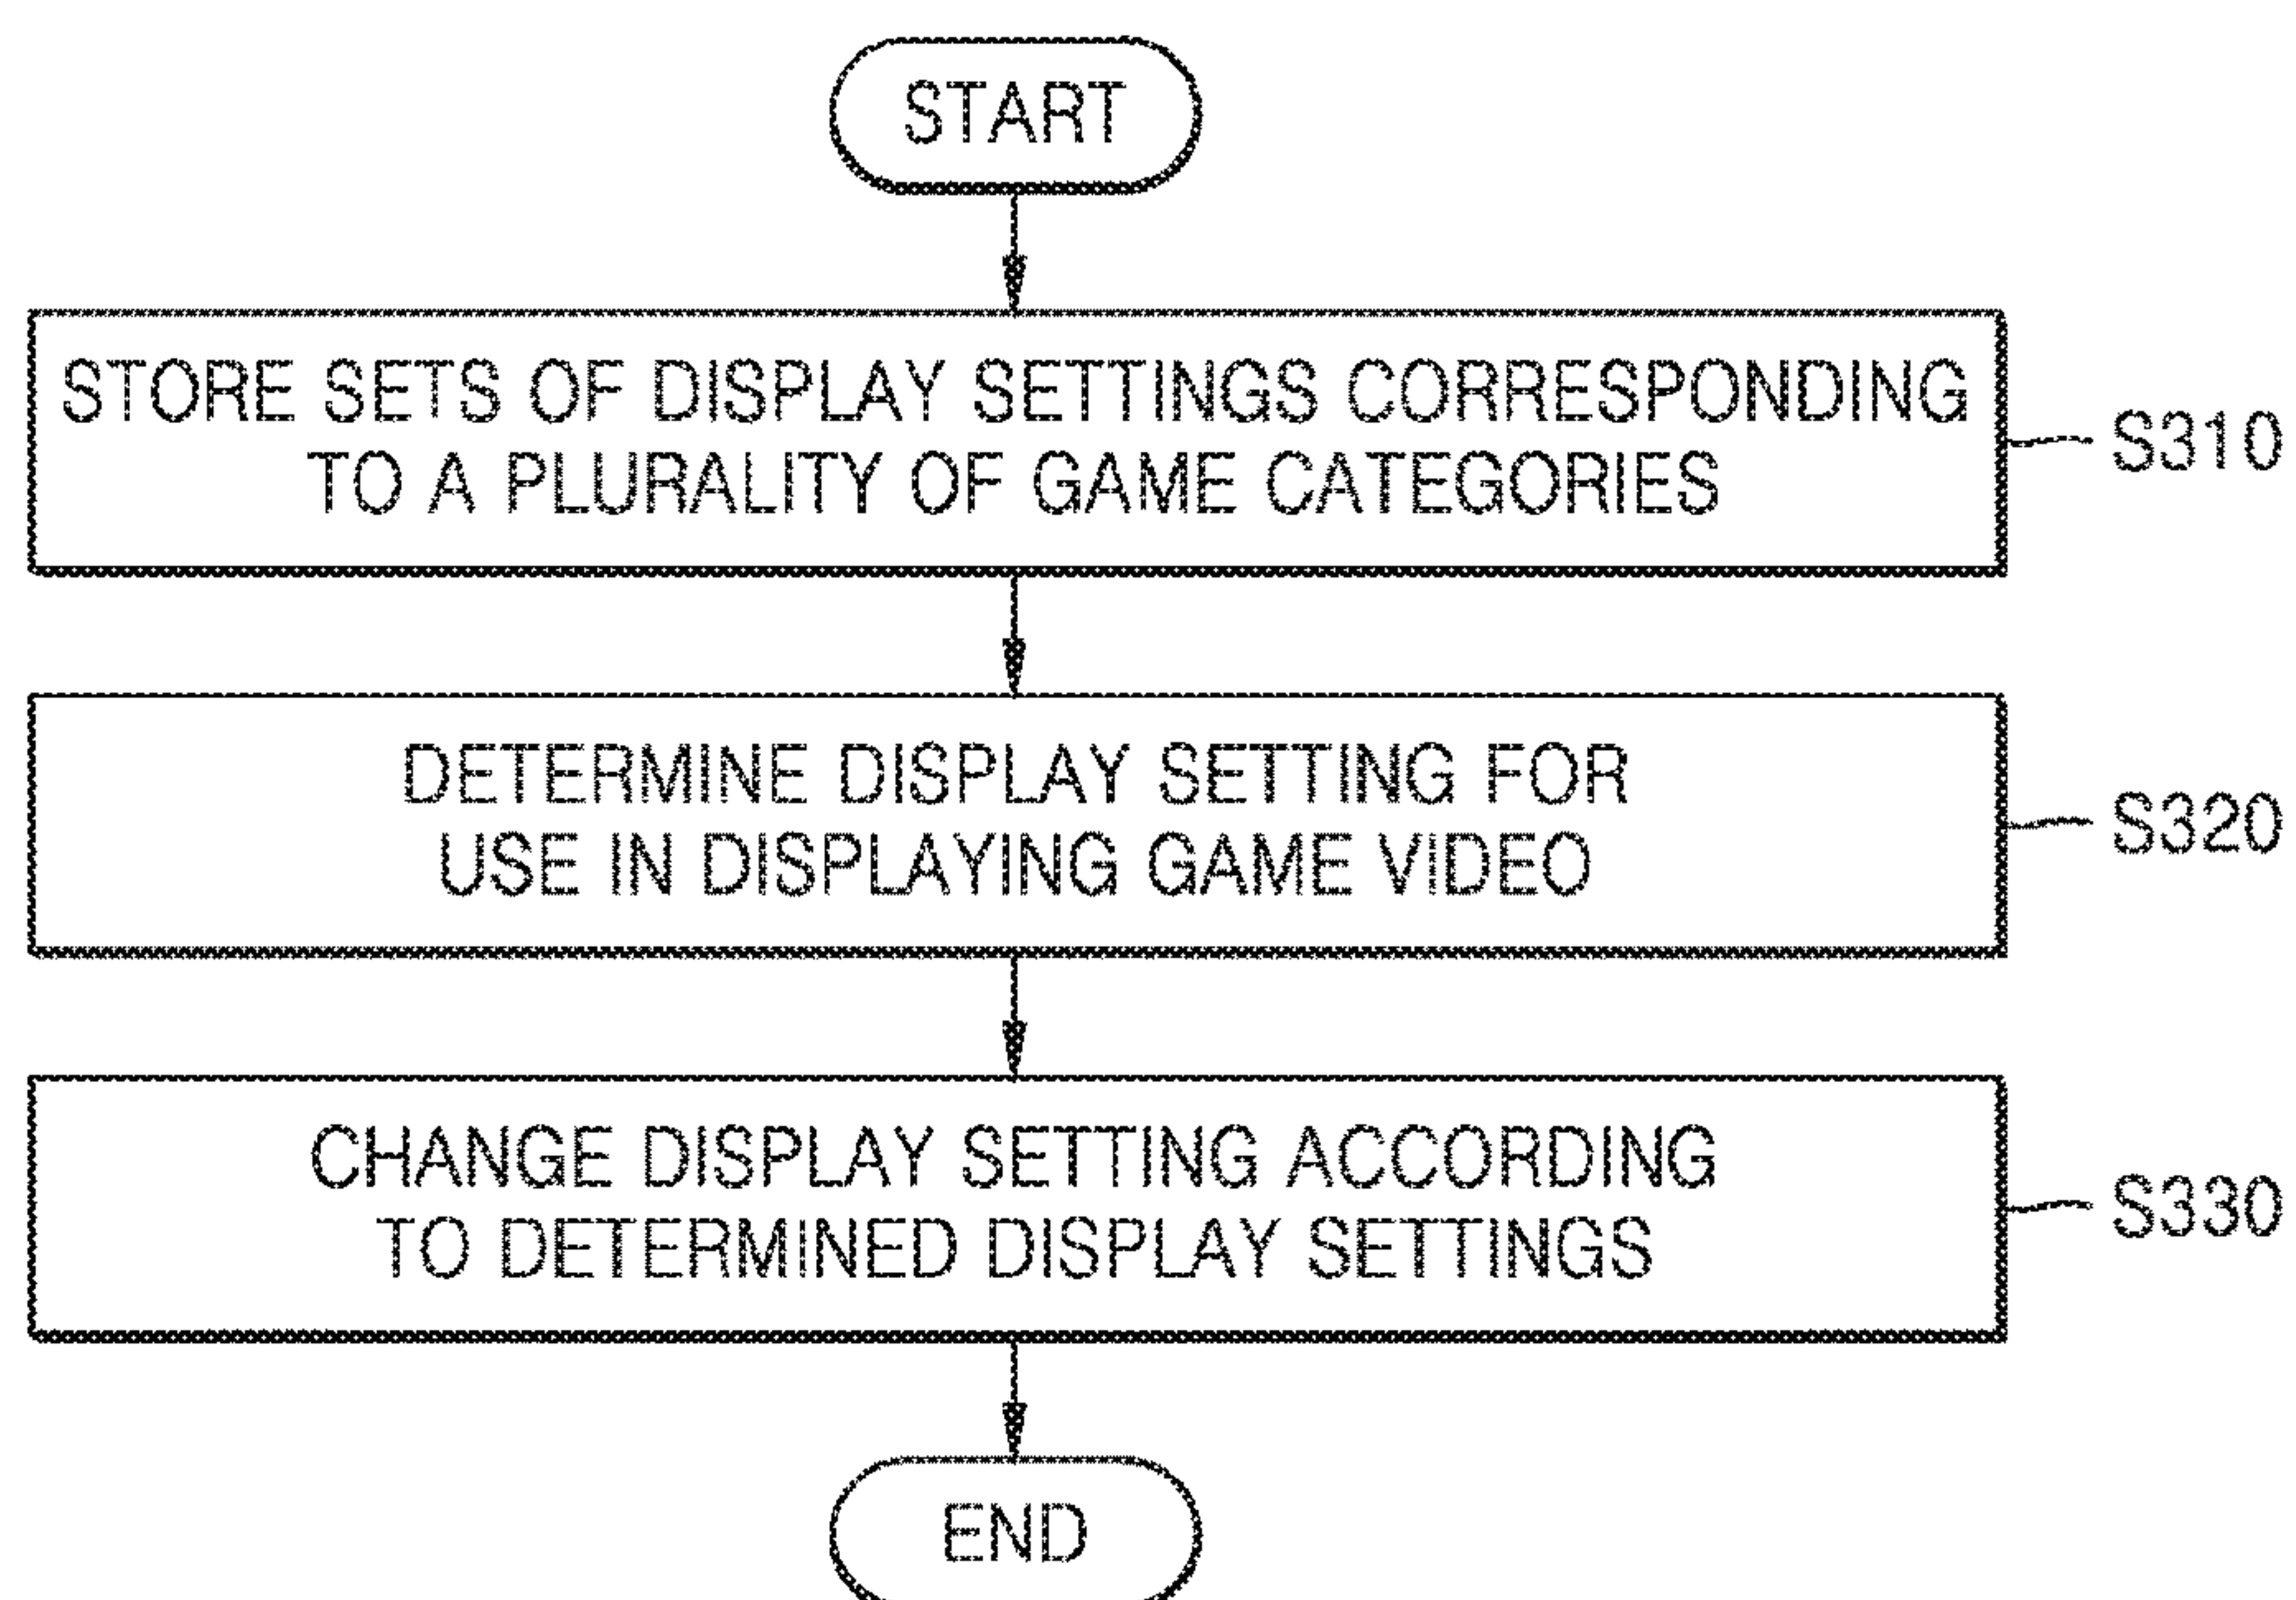 START
STORE SETS OF DISPLAY SETTINGS CORRESPONDING
TO A PLURALITY OF GAME CATEGORIES
S310
DETERMINE DISPLAY SETTING FOR
USE IN DISPLAYING GAME VIDEO
S320
CHANGE DISPLAY SETTING ACCORDING
TO DETERMINED DISPLAY SETTINGS
S330
END